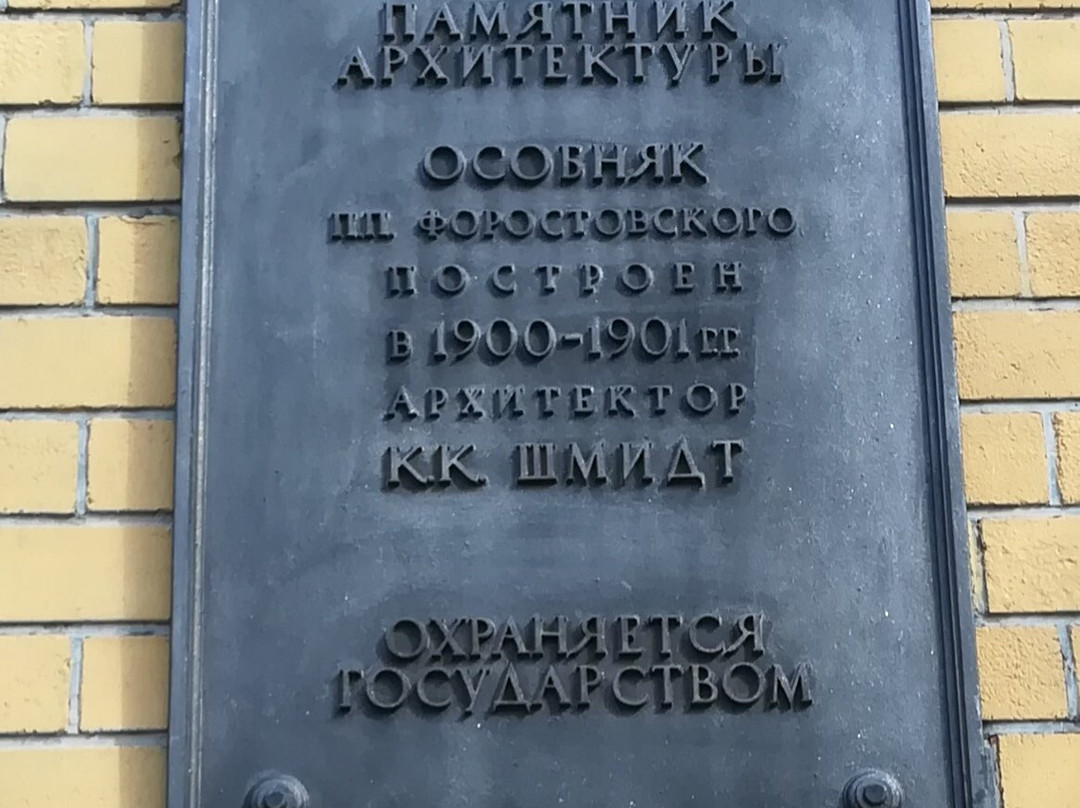 ПАМЯТНИК
АРХИТЕКТУРЫ
ОСОБНЯК
П.П. ФОРОСТОВСКОГО
ПОСТРОЕН
В 1900-1901 ГГ.
АРХИТЕКТОР
К.К. ШМИДТ
ОХРАНЯЕТСЯ
ГОСУДАРСТВОМ